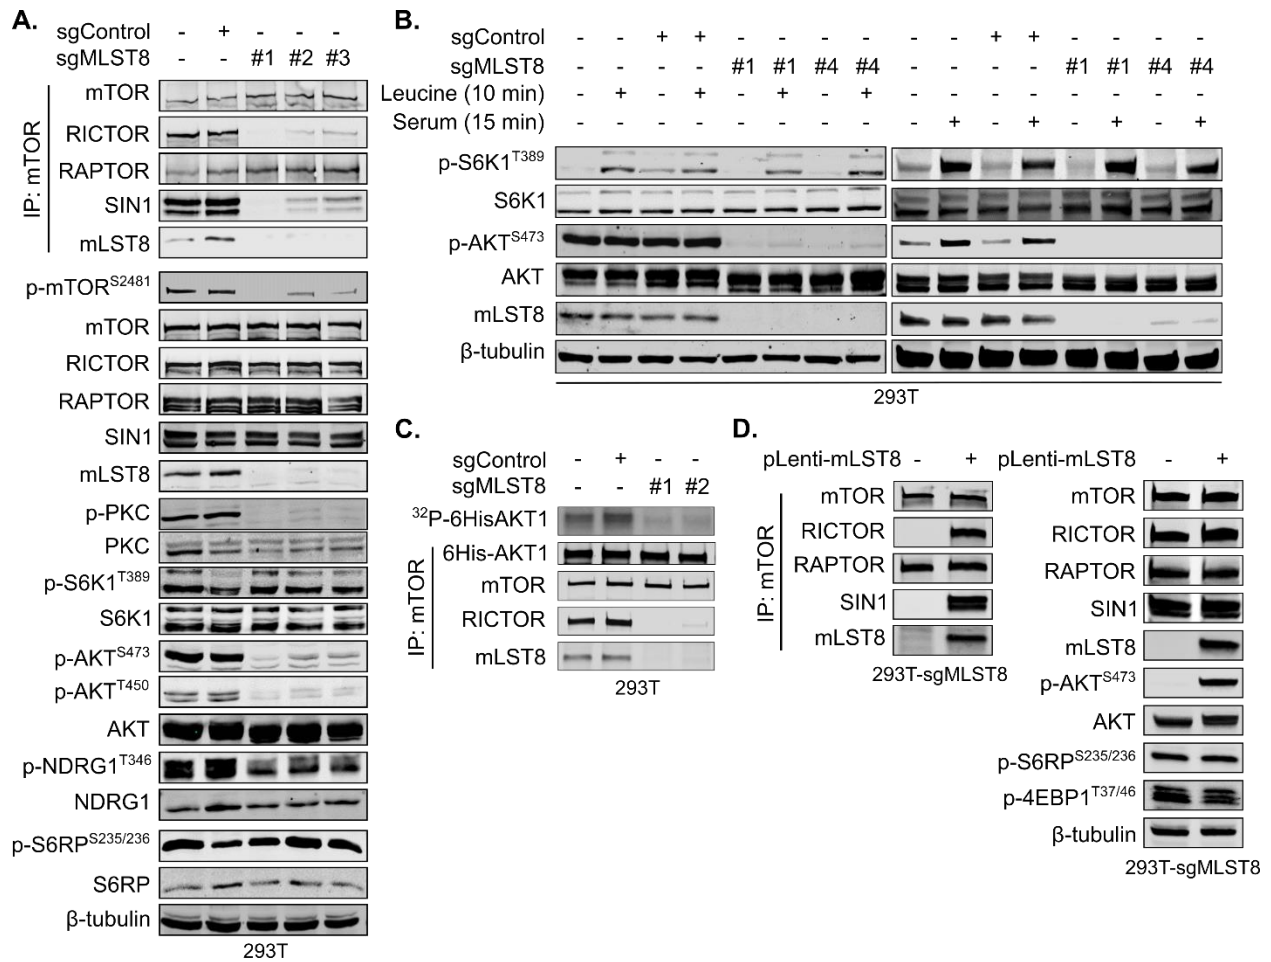 A.
sgControl - + - - -
sgMLST8 - - #1 #2 #3
IP: mTOR
mTOR
RICTOR
RAPTOR
SIN1
mLST8
p-mTOR^S2481
mTOR
RICTOR
RAPTOR
SIN1
mLST8
p-PKC
PKC
p-S6K1^T389
S6K1
p-AKT^S473
p-AKT^T450
AKT
p-NDRG1^T346
NDRG1
p-S6RP^S235/236
S6RP
β-tubulin
293T
B.
sgControl - - + + - - - - - - + + - - - -
sgMLST8 - - - - #1 #1 #4 #4 - - - - #1 #1 #4 #4
Leucine (10 min) - + - + - + - + - - - - - - - -
Serum (15 min) - - - - - - - - - + - + - + - +
p-S6K1^T389
S6K1
p-AKT^S473
AKT
mLST8
β-tubulin
293T
C.
sgControl - + - -
sgMLST8 - - #1 #2
^32P-6HisAKT1
IP: mTOR
6His-AKT1
mTOR
RICTOR
mLST8
293T
D.
pLenti-mLST8 - +
IP: mTOR
mTOR
RICTOR
RAPTOR
SIN1
mLST8
293T-sgMLST8
pLenti-mLST8 - +
mTOR
RICTOR
RAPTOR
SIN1
mLST8
p-AKT^S473
AKT
p-S6RP^S235/236
p-4EBP1^T37/46
β-tubulin
293T-sgMLST8